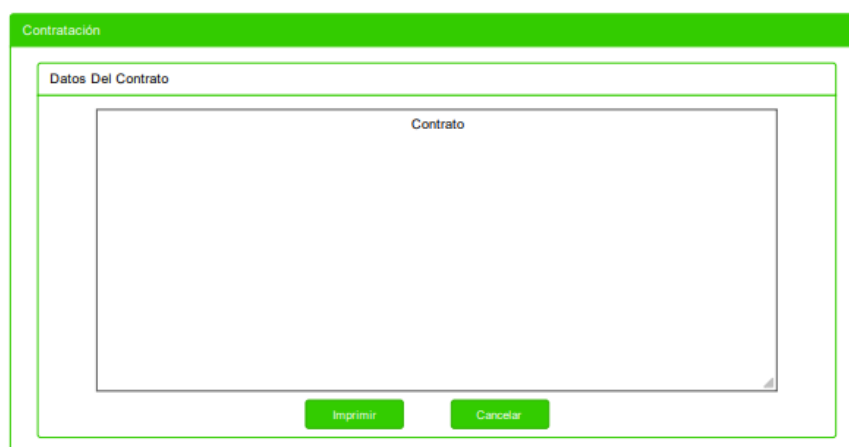 Contratación
Datos Del Contrato
Contrato
Imprimir Cancelar